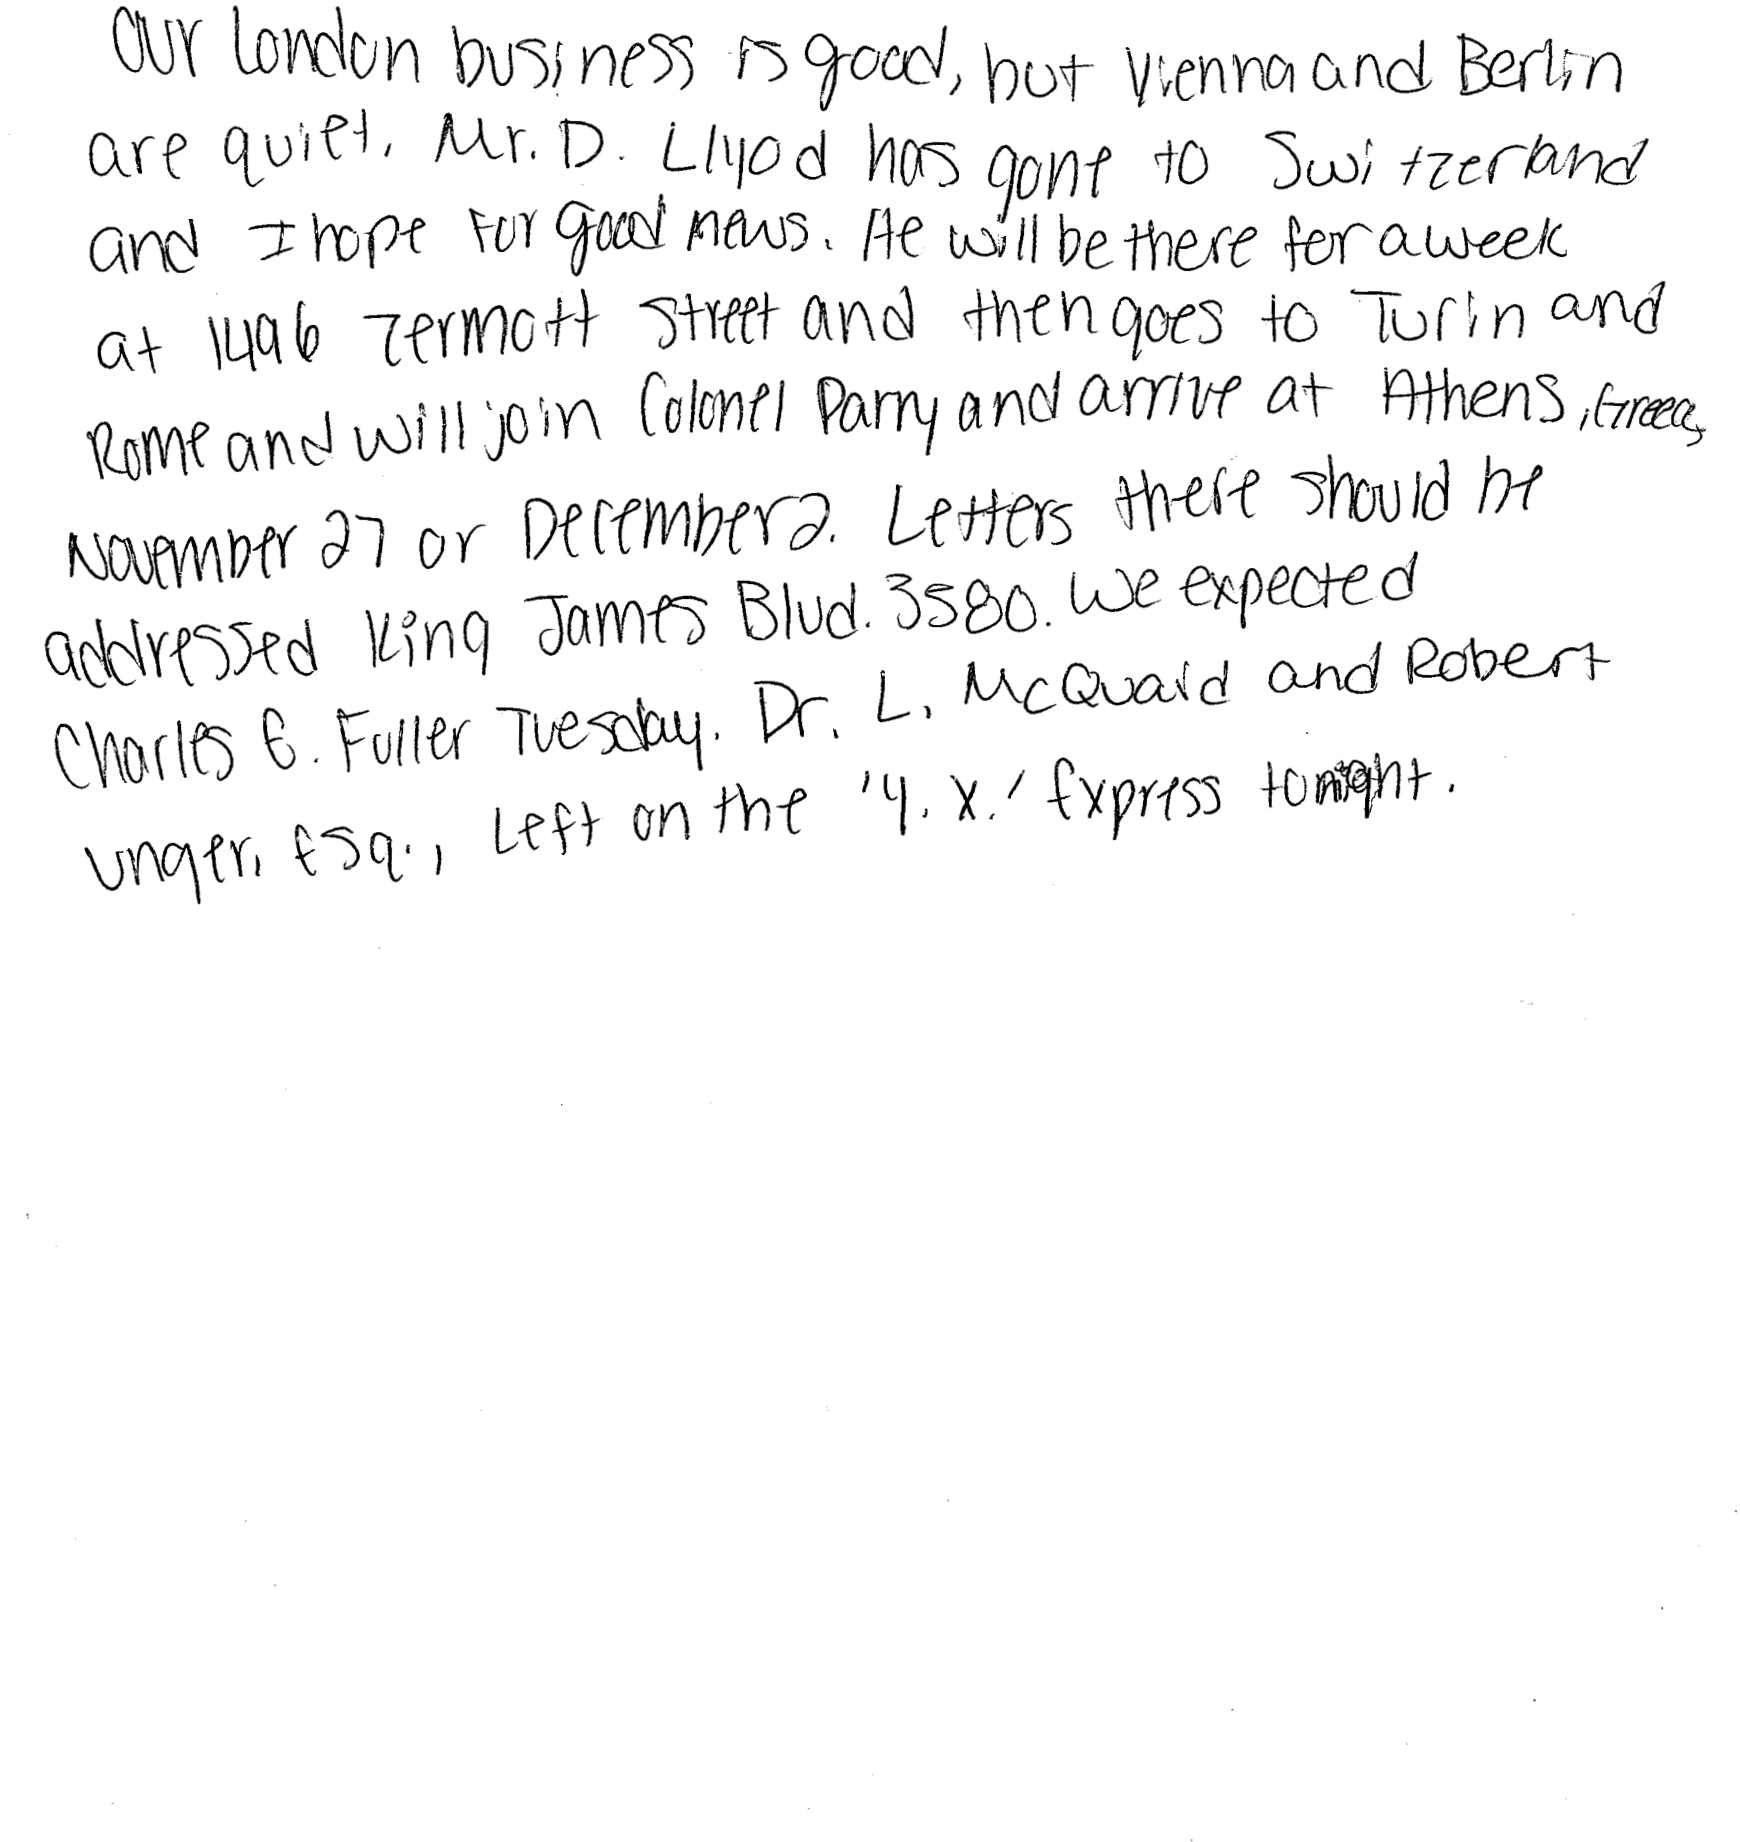 Our London business is good, but Vienna and Berlin
are quiet. Mr. D. Llyod has gone to Switzerland
and I hope for good news. He will be there for a week
at 1496 Zermott Street and then goes to Turin and
Rome and will join Colonel Parry and arrive at Athens, Greece,
November 27 or December 2. Letters there should be
addressed King James Blvd. 3580. We expected
Charles E. Fuller Tuesday. Dr. L. McQuaid and Robert
Unger, Esq., Left on the 'Y. X.' Express tonight.